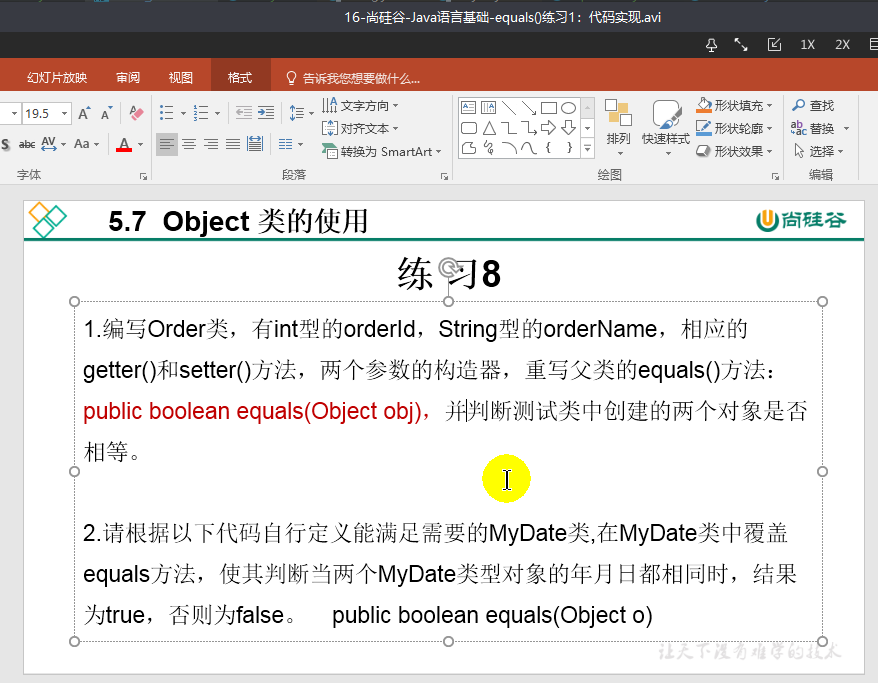 16-尚硅谷-Java语言基础-equals()练习1：代码实现.avi
1X 2X
幻灯片放映 审阅 视图 格式 告诉我您想要做什么...
19.5 A A
S abc AV Aa A
文字方向
对齐文本
转换为 SmartArt
排列 快速样式
形状填充
形状轮廓
形状效果
查找
替换
选择
字体 段落 绘图 编辑
5.7 Object 类的使用
尚硅谷
练习8
1.编写Order类，有int型的orderId，String型的orderName，相应的
getter()和setter()方法，两个参数的构造器，重写父类的equals()方法：
public boolean equals(Object obj)，并判断测试类中创建的两个对象是否
相等。
2.请根据以下代码自行定义能满足需要的MyDate类,在MyDate类中覆盖
equals方法，使其判断当两个MyDate类型对象的年月日都相同时，结果
为true，否则为false。 public boolean equals(Object o)
让天下没有难学的技术